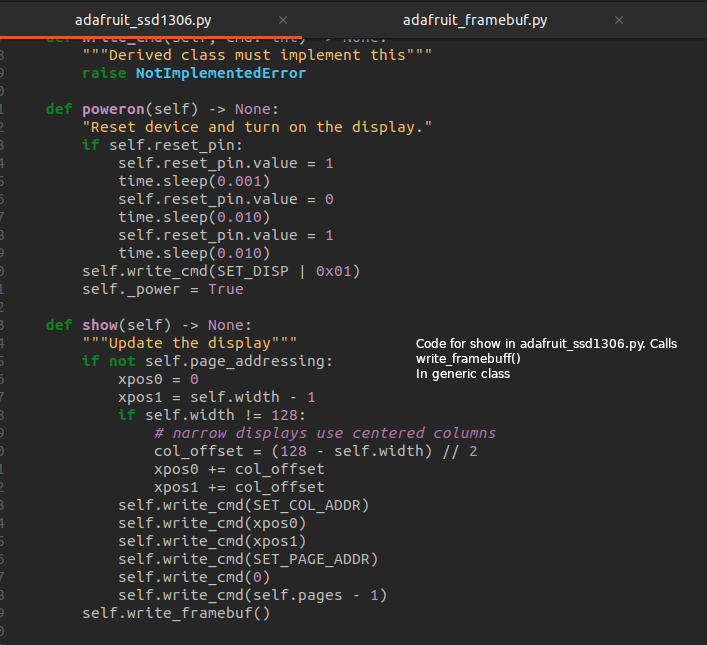 adafruit_ssd1306.py × adafruit_framebuf.py ×
"""Derived class must implement this"""
raise NotImplementedError
def poweron(self) -> None:
"Reset device and turn on the display."
if self.reset_pin:
self.reset_pin.value = 1
time.sleep(0.001)
self.reset_pin.value = 0
time.sleep(0.010)
self.reset_pin.value = 1
time.sleep(0.010)
self.write_cmd(SET_DISP | 0x01)
self._power = True
def show(self) -> None:
"""Update the display"""
if not self.page_addressing:
xpos0 = 0
xpos1 = self.width - 1
if self.width != 128:
# narrow displays use centered columns
col_offset = (128 - self.width) // 2
xpos0 += col_offset
xpos1 += col_offset
self.write_cmd(SET_COL_ADDR)
self.write_cmd(xpos0)
self.write_cmd(xpos1)
self.write_cmd(SET_PAGE_ADDR)
self.write_cmd(0)
self.write_cmd(self.pages - 1)
self.write_framebuf()
Code for show in adafruit_ssd1306.py. Calls
write_framebuff()
In generic class